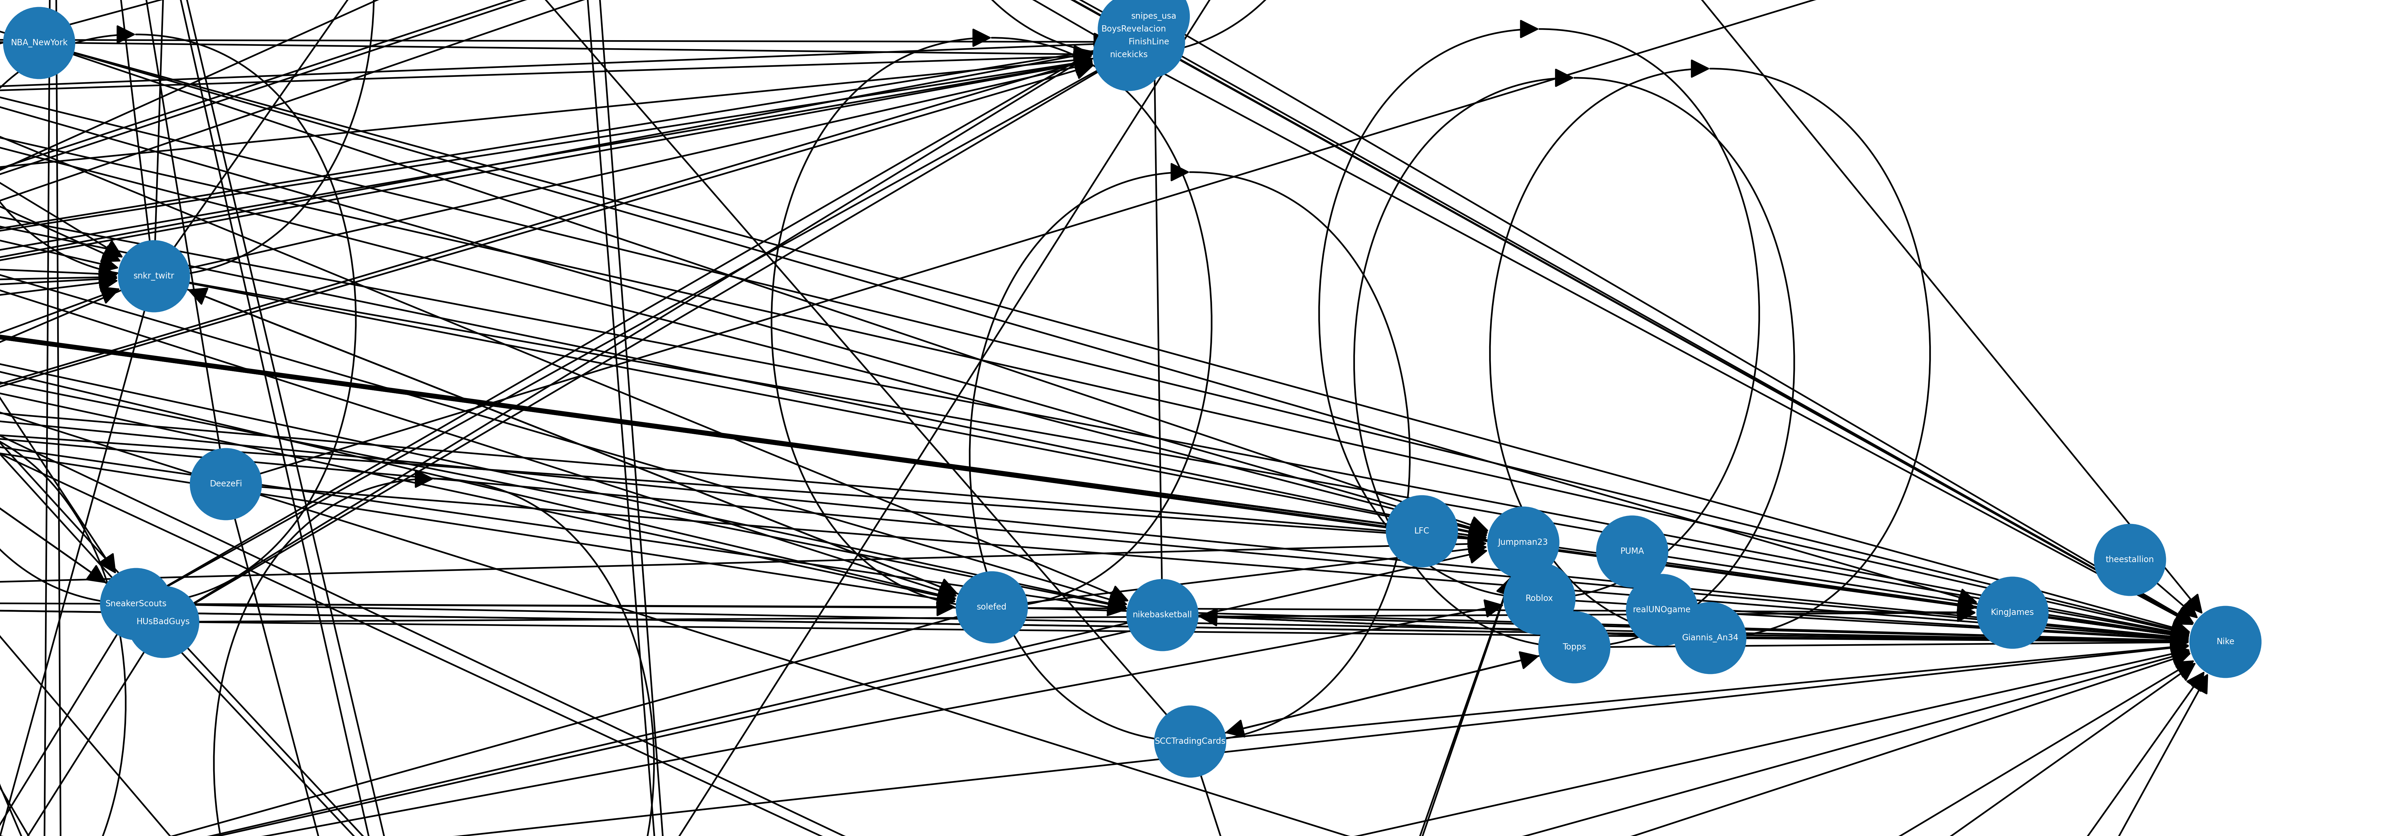 snipes_usa
BoysRevelacion
NBA_NewYork
FinishLine
nicekicks
snkr_twitr
DeezeFi
LFC
Jumpman23
PUMA
theestallion
Roblox
SneakerScouts
solefed
realUNOgame
KingJames
nikebasketball
HUsBadGuys
Giannis_An34
Nike
Topps
SCCTradingCards